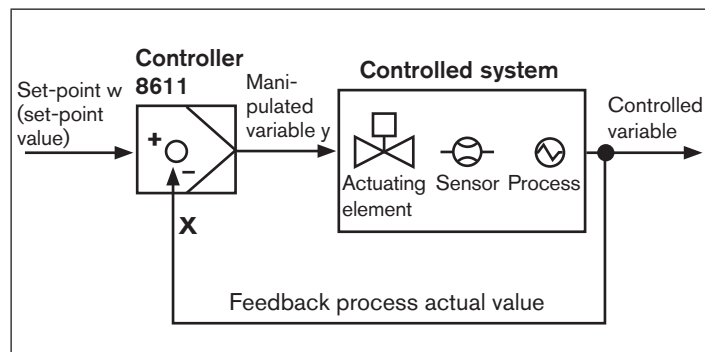 Controller
8611
Set-point w
(set-point
value)
+
−
Mani-
pulated
variable y
Controlled system
Actuating
element
Sensor
Process
Controlled
variable
X
Feedback process actual value